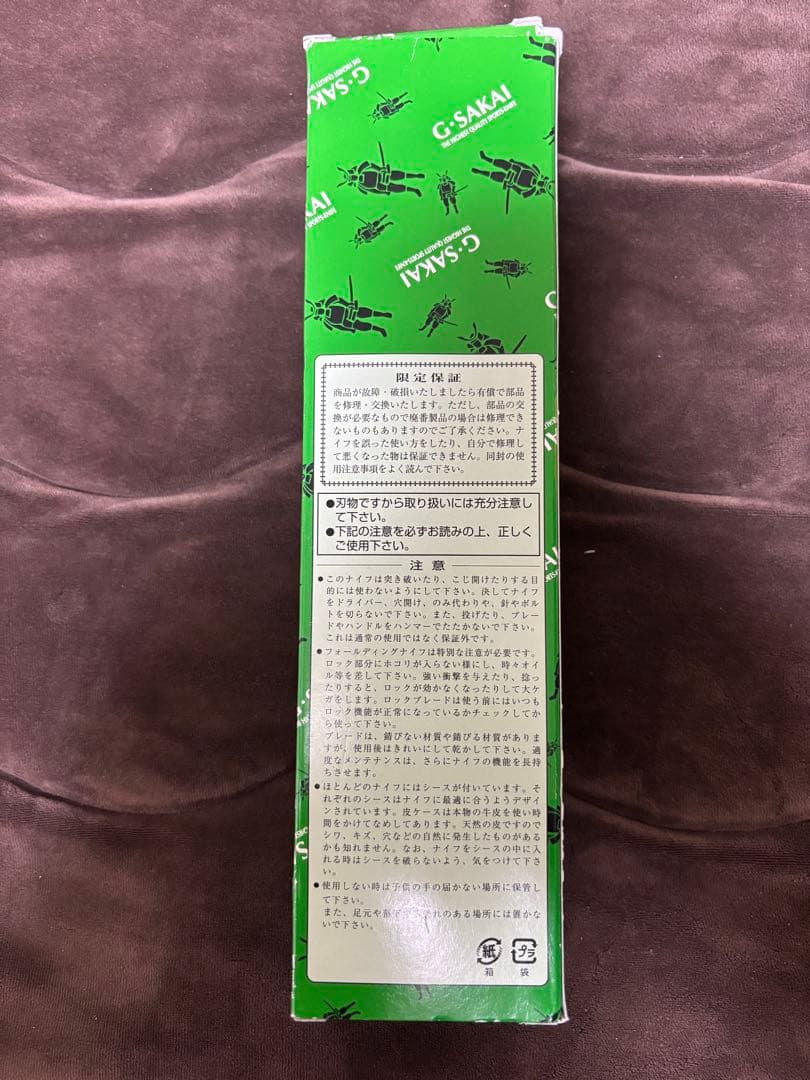 G·SAKAI
THE HIGHEST QUALITY SPORTS-KNIFE
G·SAKAI
THE HIGHEST QUALITY SPORTS-KNIFE
G·SAKAI
THE HIGHEST QUALITY SPORTS-KNIFE
限定保証
商品が故障・破損いたしましたら有償で部品
を修理・交換いたします。ただし、部品の交
換が必要なもので廃番製品の場合は修理でき
ないものもありますのでご了承ください。ナ
イフを誤った使い方をしたり、自分で修理し
て悪くなった物は保証できません。同封の使
用注意事項をよく読んで下さい。
●刃物ですから取り扱いには充分注意し
て下さい。
●下記の注意を必ずお読みの上、正しく
ご使用下さい。
注意
●このナイフは突き破いたり、こじ開けたりする目
的には使わないようにして下さい。決してナイフ
をドライバー、穴開け、のみ代わりや、針やボル
トを切らないで下さい。また、投げたり、ブレー
ドやハンドルをハンマーでたたかないで下さい。
これは通常の使用ではなく保証外です。
●フォールディングナイフは特別な注意が必要です。
ロック部分にホコリが入らない様にし、時々オイ
ル等を差して下さい。強い衝撃を与えたり、捻っ
たりすると、ロックが効かなくなったりして大ケ
ガをします。ロックブレードは使う前にはいつも
ロック機能が正常になっているかチェックしてか
ら使って下さい。
ブレードは、錆びない材質や錆びる材質がありま
すが、使用後はきれいにして乾かして下さい。適
度なメンテナンスは、さらにナイフの機能を長持
ちさせます。
●ほとんどのナイフにはシースが付いています。そ
れぞれのシースはナイフに最適に合うようデザイ
ンされています。皮ケースは本物の牛皮を使い時
間をかけてなめしてあります。天然の皮ですので
シワ、キズ、穴などの自然に発生したものがある
かも知れません。なお、ナイフをシースの中に入
れる時はシースを破らないよう、気をつけて下さ
い。
●使用しない時は子供の手の届かない場所に保管し
て下さい。
また、足元や落下のおそれのある場所には置かな
いで下さい。
紙
箱
プラ
袋